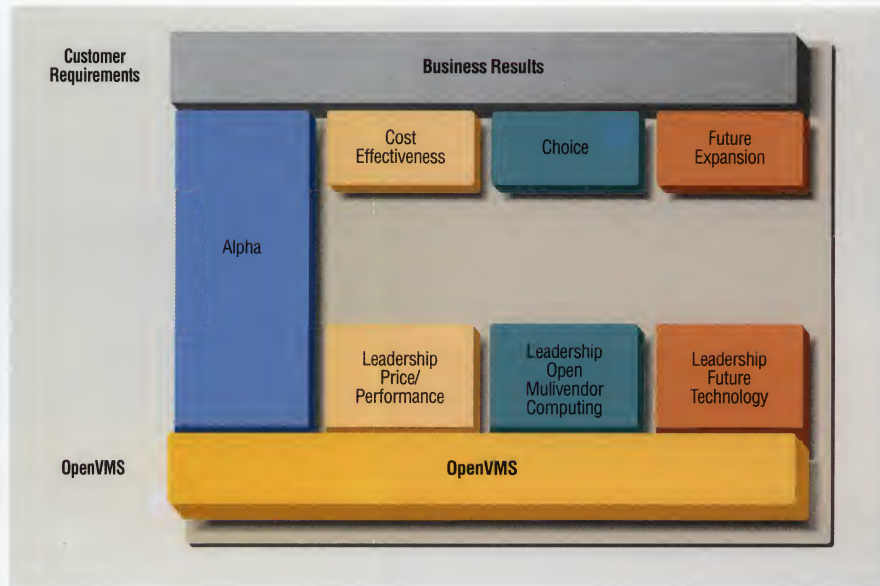 Customer
Requirements
Business Results
Alpha
Cost
Effectiveness
Choice
Future
Expansion
Leadership
Price/
Performance
Leadership
Open
Mulivendor
Computing
Leadership
Future
Technology
OpenVMS
OpenVMS